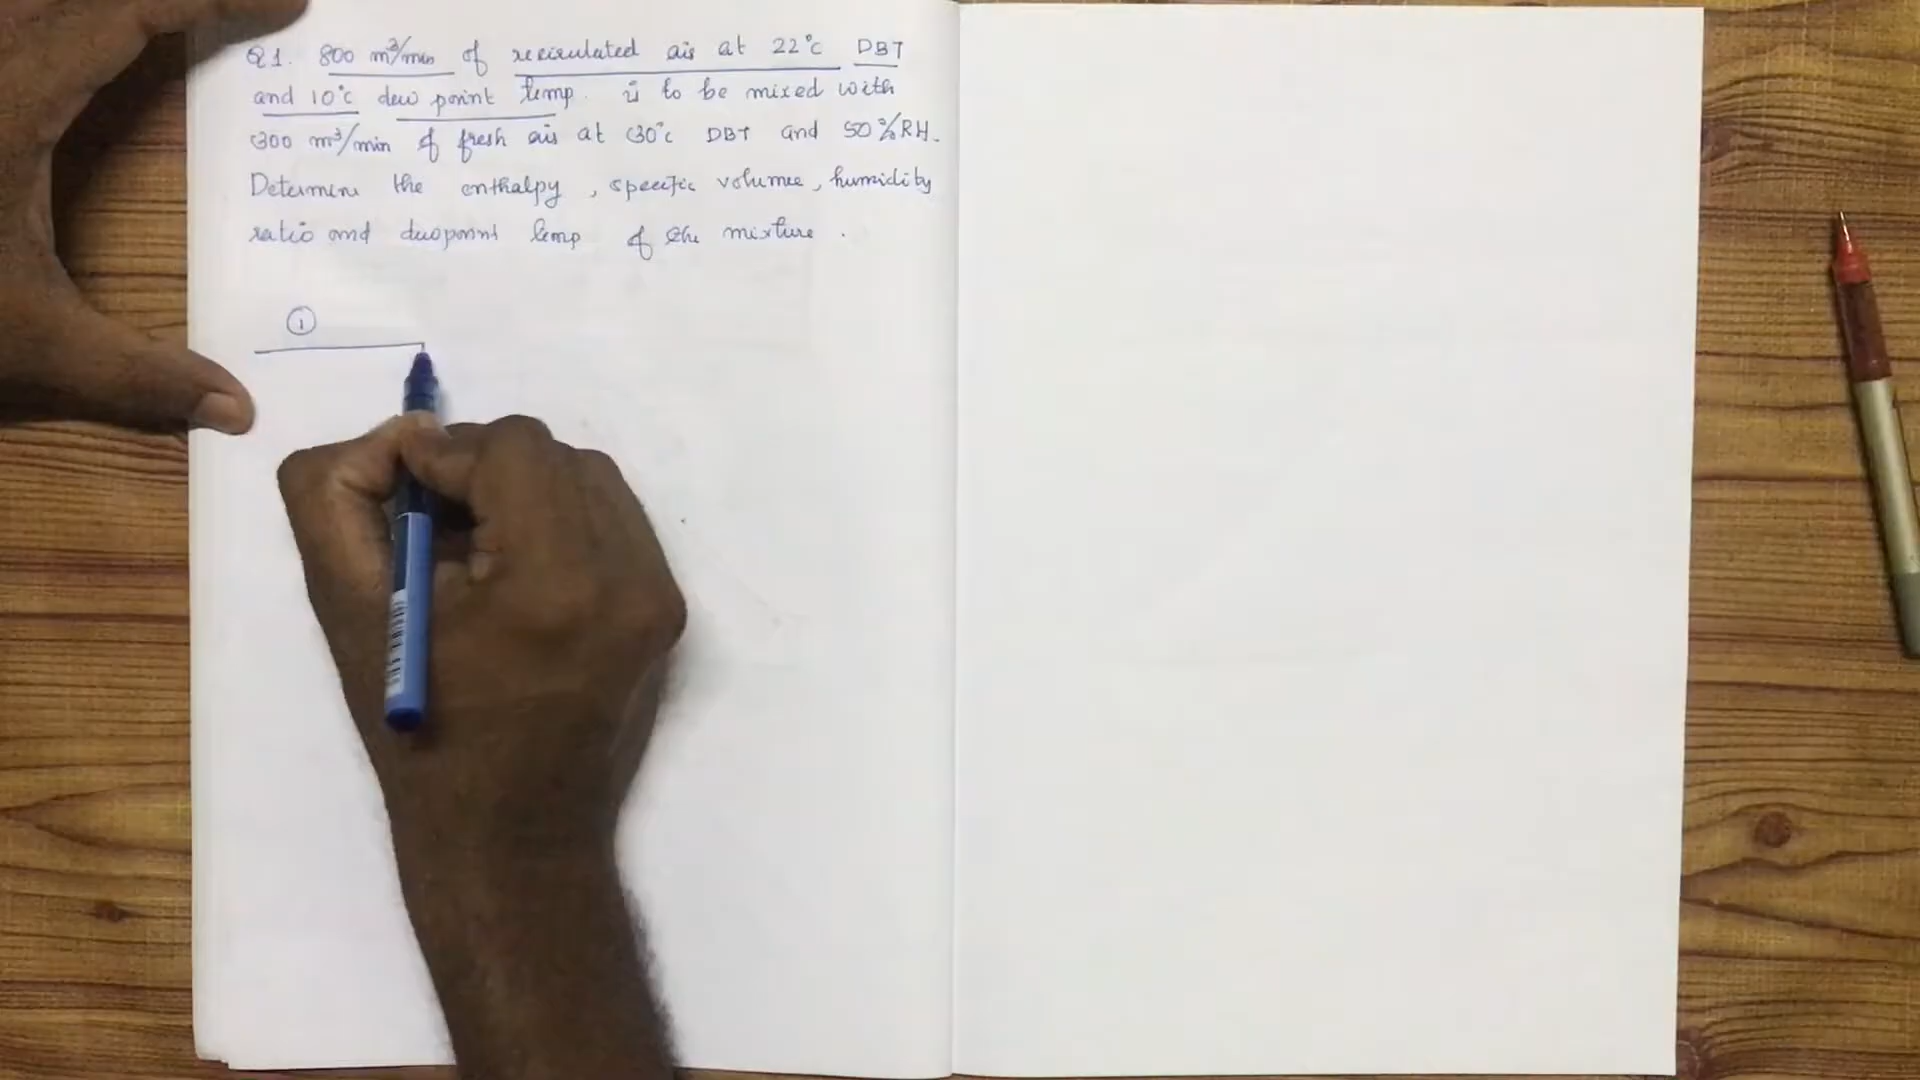 Q1. 800 m³/min of recirculated air at 22°C DBT
and 10°C dew point temp. is to be mixed with
300 m³/min of fresh air at 30°C DBT and 50% RH.
Determine the enthalpy, specific volume, humidity
ratio and dewpoint temp of the mixture.
1